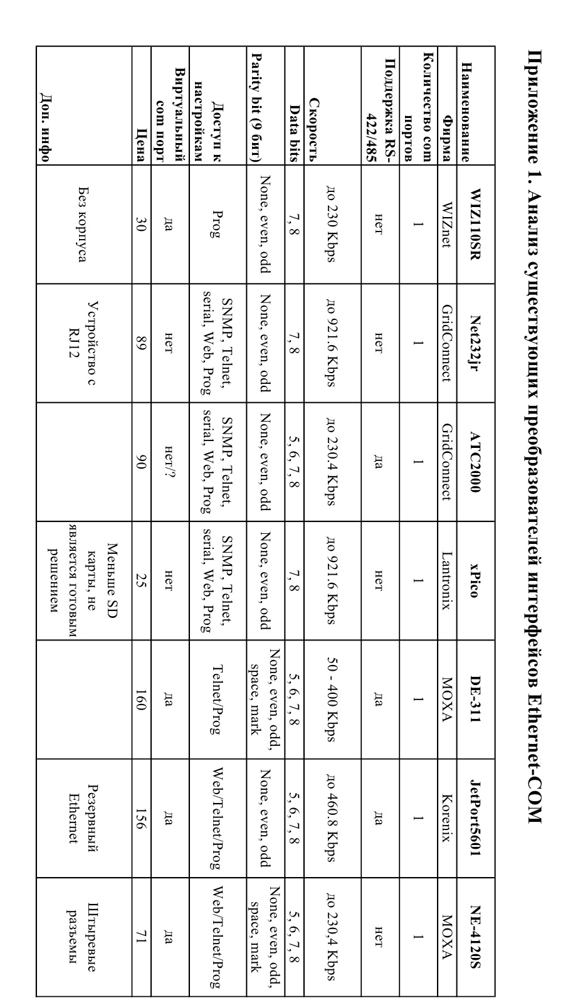 Приложение 1. Анализ существующих преобразователей интерфейсов Ethernet-COM
Наименование WIZ110SR Net232jr ATC2000 xPico DE-311 JetPort5601 NE-4120S
Фирма WIZnet GridConnect GridConnect Lantronix MOXA Korenix MOXA
Количество com
портов 1 1 1 1 1 1 1
Поддержка RS-
422/485 нет нет да нет да да нет
Скорость до 230 Kbps до 921.6 Kbps до 230.4 Kbps до 921.6 Kbps 50 - 400 Kbps до 460.8 Kbps до 230,4 Kbps
Data bits 7, 8 7, 8 5, 6, 7, 8 7, 8 5, 6, 7, 8 5, 6, 7, 8 5, 6, 7, 8
Parity bit (9 бит) None, even, odd None, even, odd None, even, odd None, even, odd None, even, odd, None, even, odd None, even, odd,
space, mark space, mark
Доступ к SNMP, Telnet, SNMP, Telnet, SNMP, Telnet,
настройкам Prog serial, Web, Prog serial, Web, Prog serial, Web, Prog Telnet/Prog Web/Telnet/Prog Web/Telnet/Prog
Виртуальный
com порт да нет нет/? нет да да да
Цена 30 89 90 25 160 156 71
Доп. инфо Без корпуса
Устройство с
RJ12
Меньше SD
карты, не
является готовым
решением
Резервный
Ethernet
Штыревые
разъемы